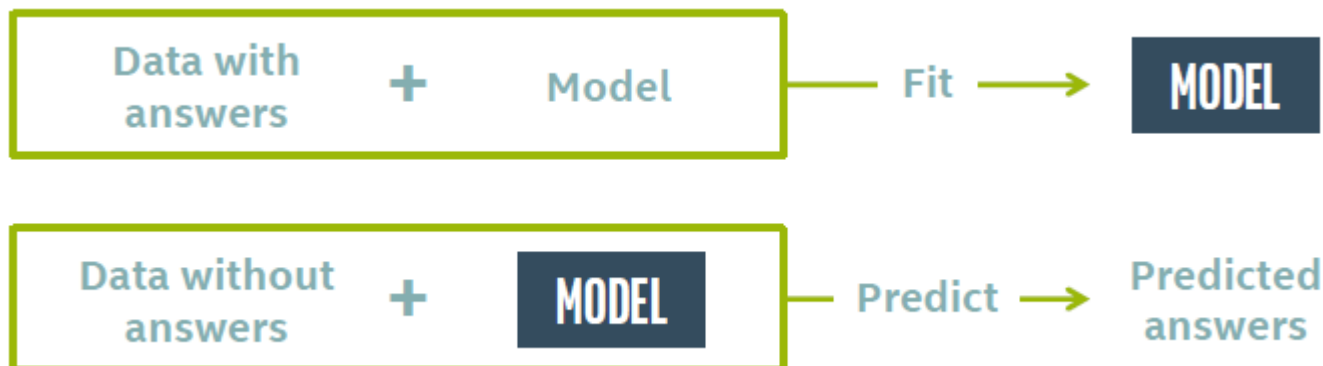 Data with
answers
+
Model
Fit
MODEL
Data without
answers
+
MODEL
Predict
Predicted
answers